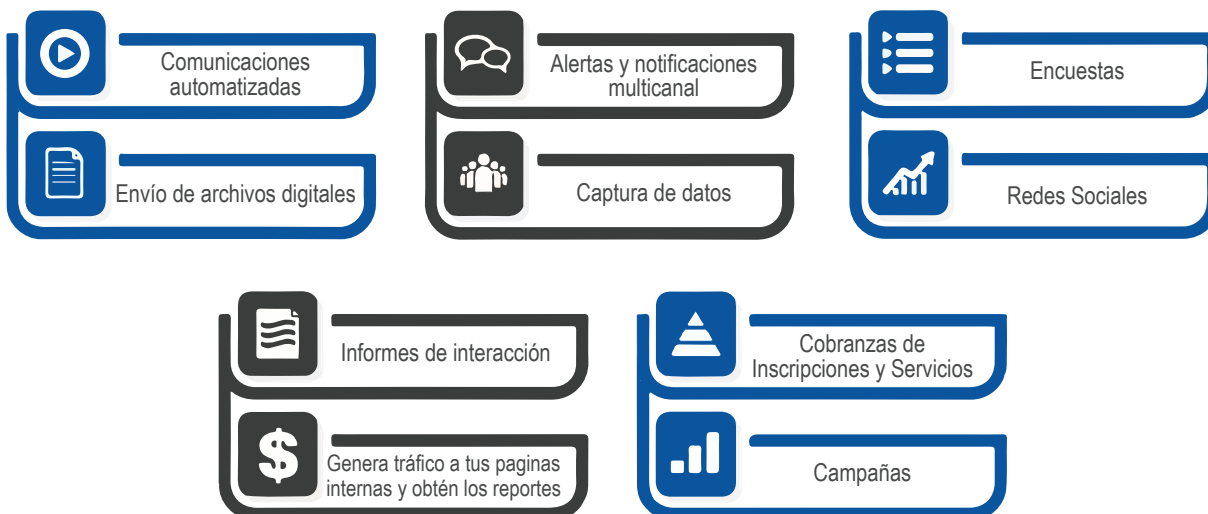 Comunicaciones
automatizadas
Envío de archivos digitales
Alertas y notificaciones
multicanal
Captura de datos
Encuestas
Redes Sociales
Informes de interacción
Genera tráfico a tus paginas
internas y obtén los reportes
Cobranzas de
Inscripciones y Servicios
Campañas